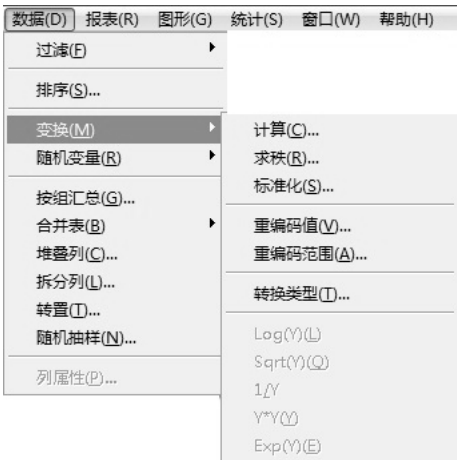 数据(D) 报表(R) 图形(G) 统计(S) 窗口(W) 帮助(H)
过滤(F)
排序(S)...
变换(M)
随机变量(R)
按组汇总(G)...
合并表(B)
堆叠列(C)...
拆分列(L)...
转置(T)...
随机抽样(N)...
列属性(P)...
计算(C)...
求秩(R)...
标准化(S)...
重编码值(V)...
重编码范围(A)...
转换类型(T)...
Log(Y)(L)
Sqrt(Y)(Q)
1/Y
Y*Y(Y)
Exp(Y)(E)